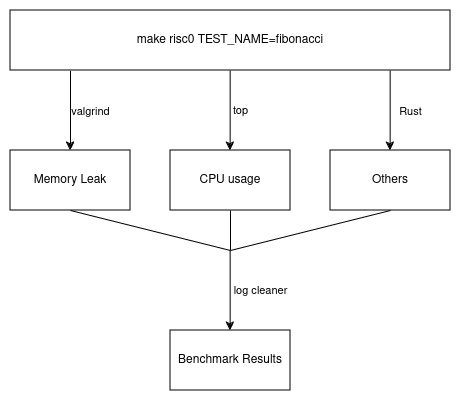 make risc0 TEST_NAME=fibonacci
valgrind
top
Rust
Memory Leak
CPU usage
Others
log cleaner
Benchmark Results